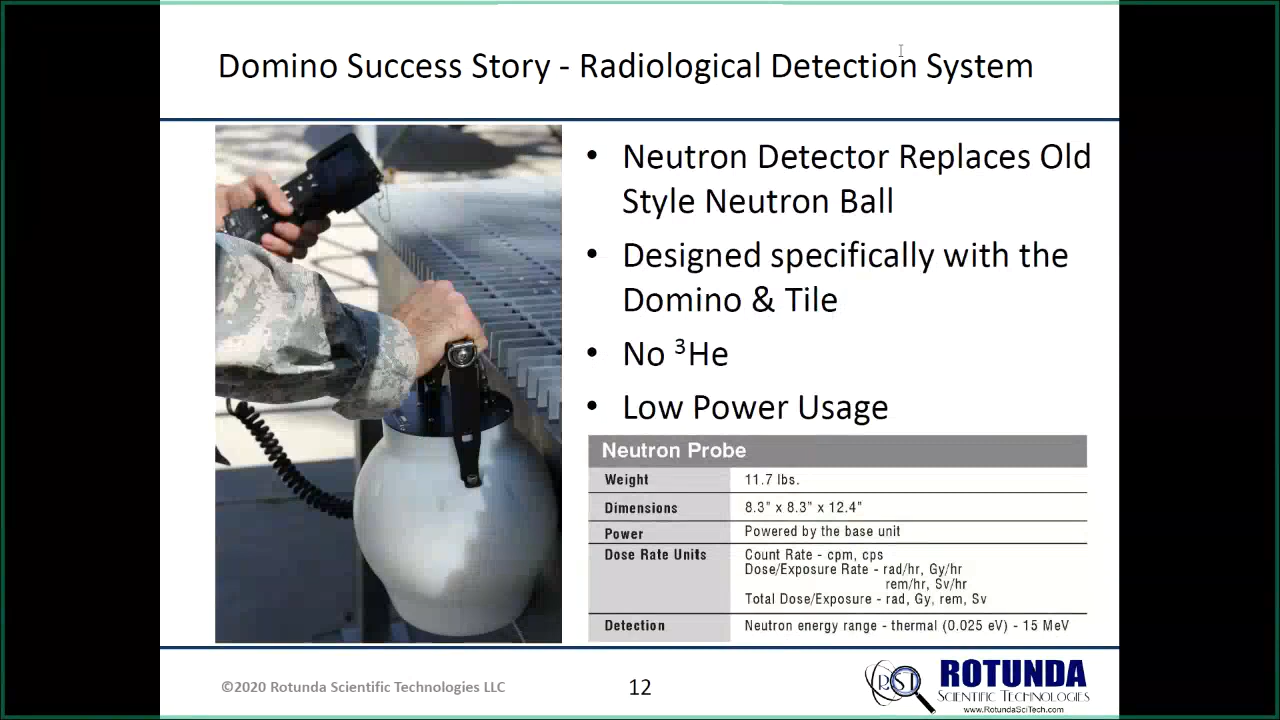 Domino Success Story - Radiological Detection System
• Neutron Detector Replaces Old
Style Neutron Ball
• Designed specifically with the
Domino & Tile
• No ³He
• Low Power Usage
Neutron Probe
Weight 11.7 lbs.
Dimensions 8.3" x 8.3" x 12.4"
Power Powered by the base unit
Dose Rate Units Count Rate - cpm, cps
Dose/Exposure Rate - rad/hr, Gy/hr
rem/hr, Sv/hr
Total Dose/Exposure - rad, Gy, rem, Sv
Detection Neutron energy range - thermal (0.025 eV) - 15 MeV
©2020 Rotunda Scientific Technologies LLC
12
RST
ROTUNDA
SCIENTIFIC TECHNOLOGIES
www.RotundaSciTech.com